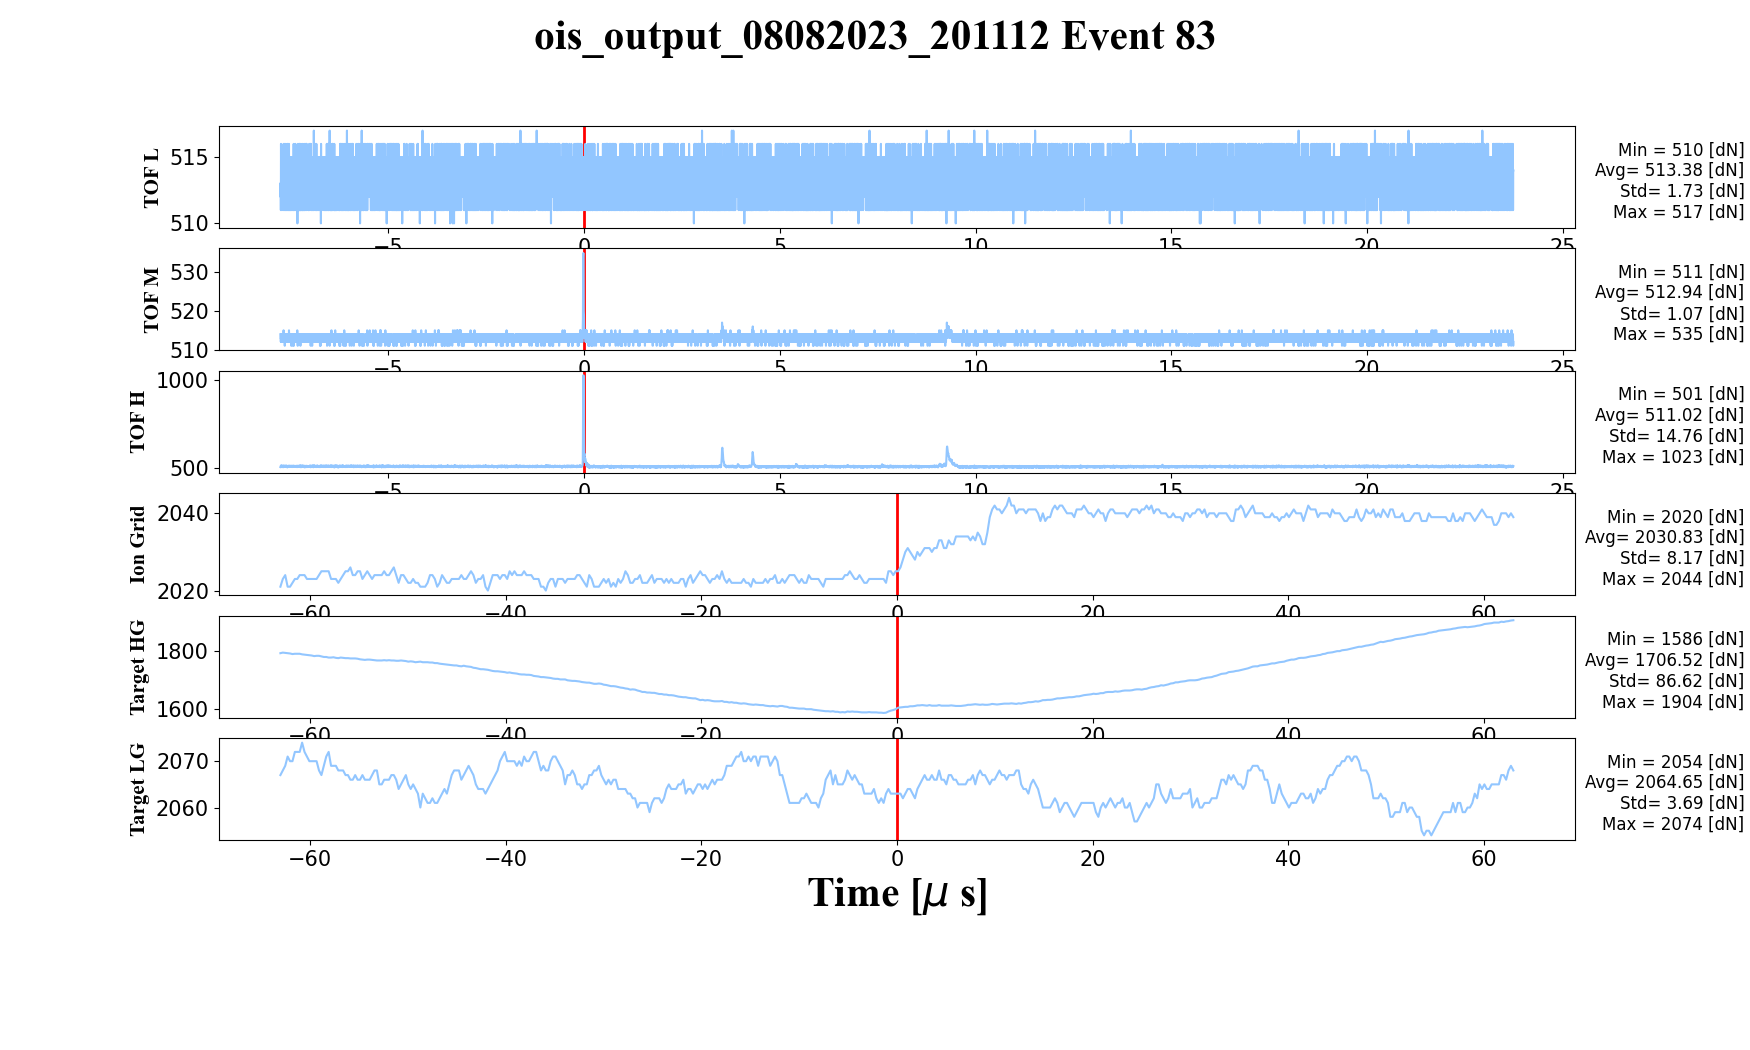 ois_output_08082023_201112 Event 83
TOF L
515
510
Min = 510 [dN]
Avg= 513.38 [dN]
Std= 1.73 [dN]
Max = 517 [dN]
−5 0 5 10 15 20 25
TOF M
530
520
510
Min = 511 [dN]
Avg= 512.94 [dN]
Std= 1.07 [dN]
Max = 535 [dN]
−5 0 5 10 15 20 25
TOF H
1000
500
Min = 501 [dN]
Avg= 511.02 [dN]
Std= 14.76 [dN]
Max = 1023 [dN]
−5 0 5 10 15 20 25
Ion Grid
2040
2020
Min = 2020 [dN]
Avg= 2030.83 [dN]
Std= 8.17 [dN]
Max = 2044 [dN]
−60 −40 −20 0 20 40 60
Target HG
1800
1600
Min = 1586 [dN]
Avg= 1706.52 [dN]
Std= 86.62 [dN]
Max = 1904 [dN]
−60 −40 −20 0 20 40 60
Target LG
2070
2060
Min = 2054 [dN]
Avg= 2064.65 [dN]
Std= 3.69 [dN]
Max = 2074 [dN]
−60 −40 −20 0 20 40 60
Time [μ s]